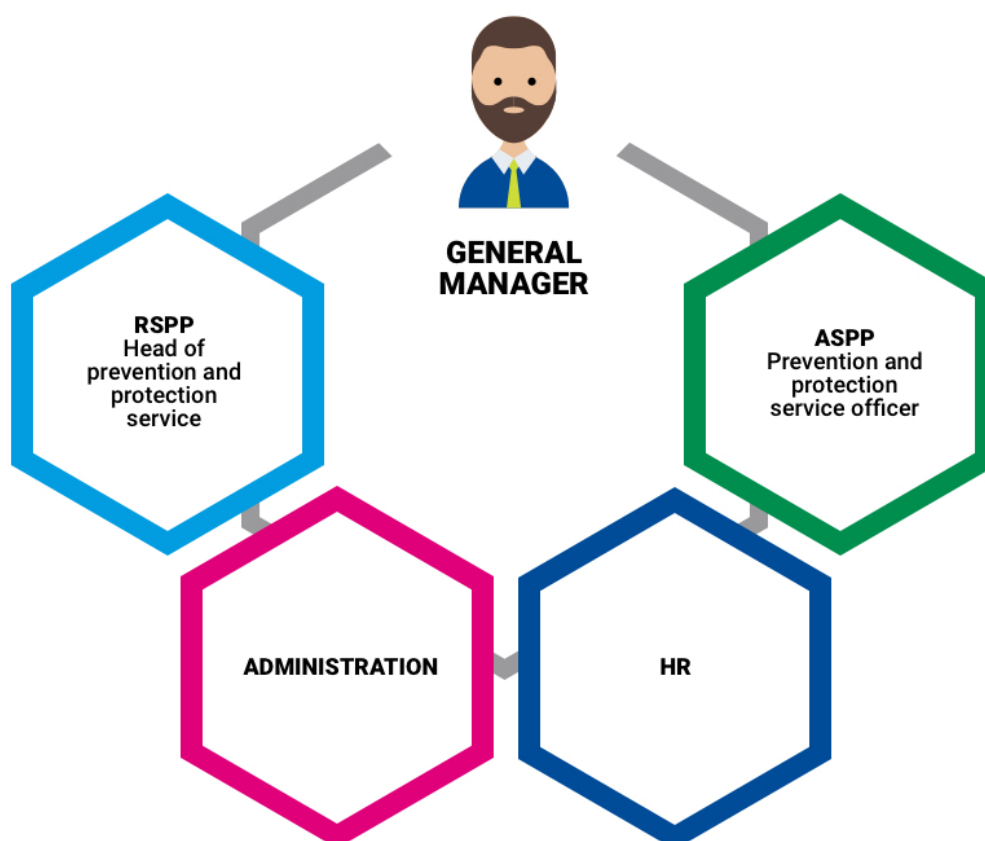 GENERAL
MANAGER
RSPP
Head of
prevention and
protection
service
ASPP
Prevention and
protection
service officer
ADMINISTRATION
HR